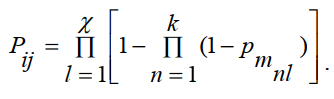 P_{ij} = \prod_{l=1}^{\chi} \left[ 1 - \prod_{n=1}^{k} (1 - p_{m_{nl}}) \right].